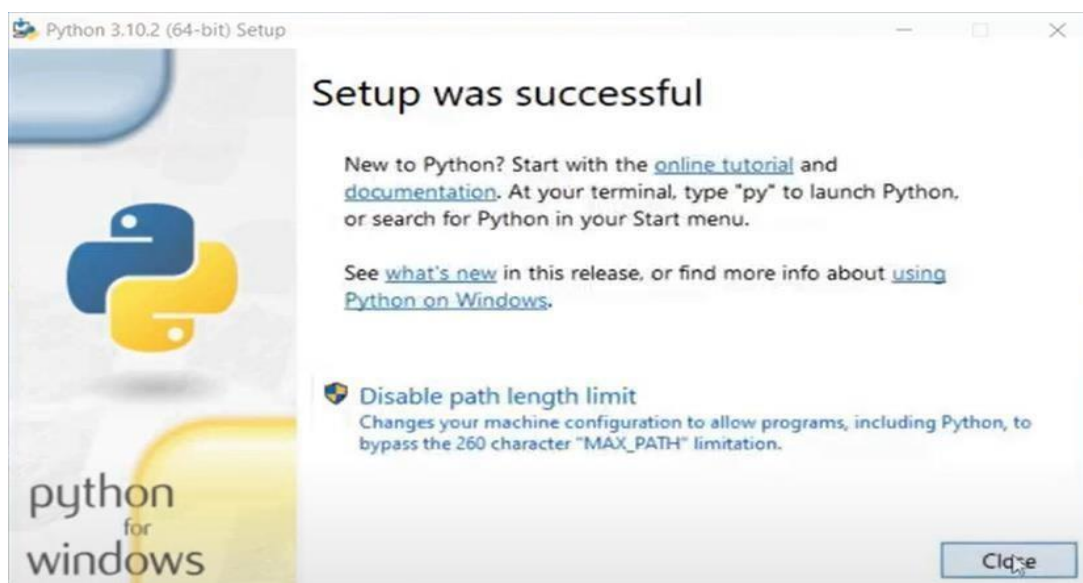 Python 3.10.2 (64-bit) Setup
Setup was successful
New to Python? Start with the online tutorial and
documentation. At your terminal, type "py" to launch Python,
or search for Python in your Start menu.
See what's new in this release, or find more info about using
Python on Windows.
Disable path length limit
Changes your machine configuration to allow programs, including Python, to
bypass the 260 character "MAX_PATH" limitation.
python
for
windows
Close